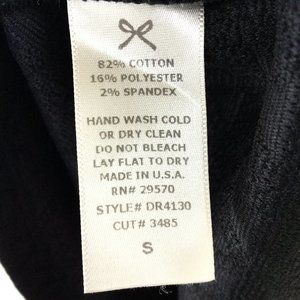 82% COTTON
16% POLYESTER
2% SPANDEX
HAND WASH COLD
OR DRY CLEAN
DO NOT BLEACH
LAY FLAT TO DRY
MADE IN U.S.A.
RN# 29570
STYLE# DR4130
CUT# 3485
S